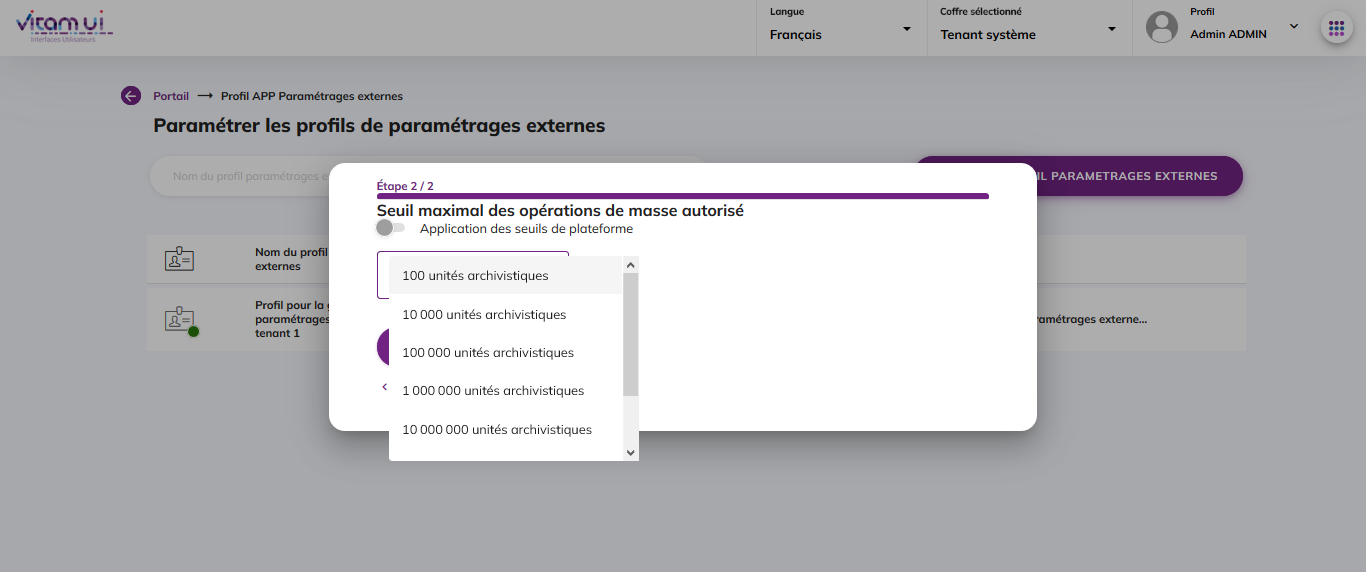 vitam ui
Interfaces Utilisateurs
Langue
Français
Coffre sélectionné
Tenant système
Profil
Admin ADMIN
Portail ⟶ Profil APP Paramétrages externes
Paramétrer les profils de paramétrages externes
Nom du profil paramétrages
PARAMETRAGES EXTERNES
Étape 2 / 2
Seuil maximal des opérations de masse autorisé
Application des seuils de plateforme
100 unités archivistiques
10 000 unités archivistiques
100 000 unités archivistiques
1 000 000 unités archivistiques
10 000 000 unités archivistiques
Nom du profil
externes
Profil pour la
paramétrages
tenant 1
externe...